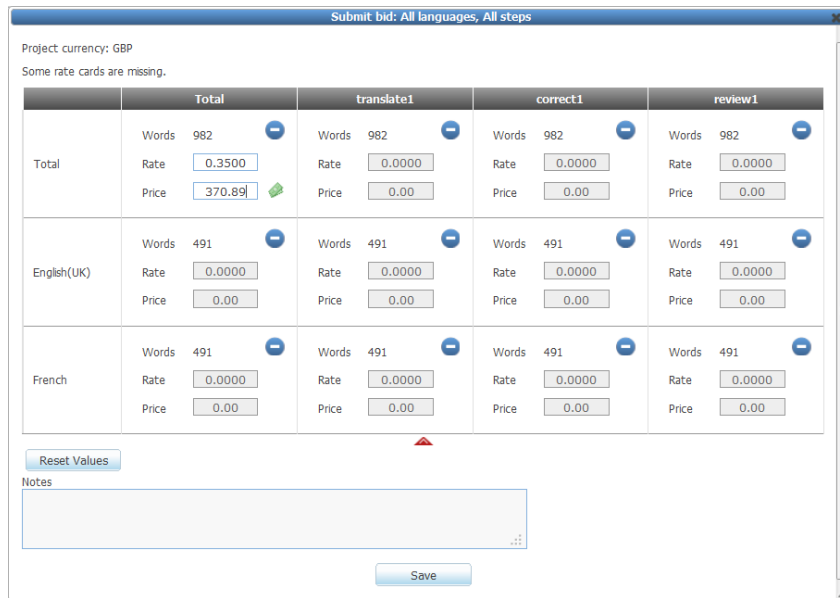 Submit bid: All languages, All steps
Project currency: GBP
Some rate cards are missing.
Total translate1 correct1 review1
Words 982 Words 982 Words 982 Words 982
Total Rate 0.3500 Rate 0.0000 Rate 0.0000 Rate 0.0000
Price 370.89 Price 0.00 Price 0.00 Price 0.00
Words 491 Words 491 Words 491 Words 491
English(UK) Rate 0.0000 Rate 0.0000 Rate 0.0000 Rate 0.0000
Price 0.00 Price 0.00 Price 0.00 Price 0.00
Words 491 Words 491 Words 491 Words 491
French Rate 0.0000 Rate 0.0000 Rate 0.0000 Rate 0.0000
Price 0.00 Price 0.00 Price 0.00 Price 0.00
Reset Values
Notes
Save